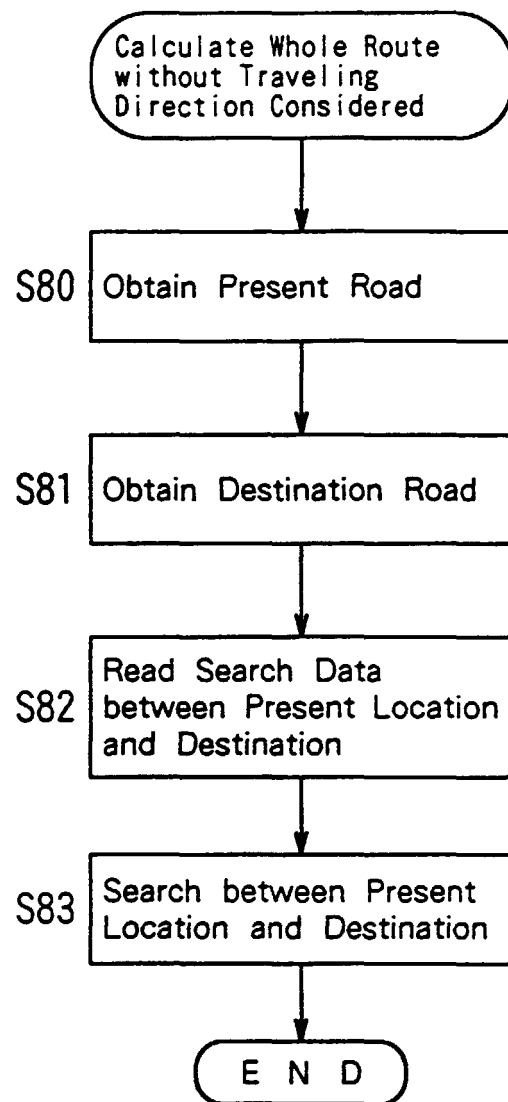 Calculate Whole Route
without Traveling
Direction Considered
S80 Obtain Present Road
S81 Obtain Destination Road
Read Search Data
S82 between Present Location
and Destination
S83 Search between Present
Location and Destination
E N D